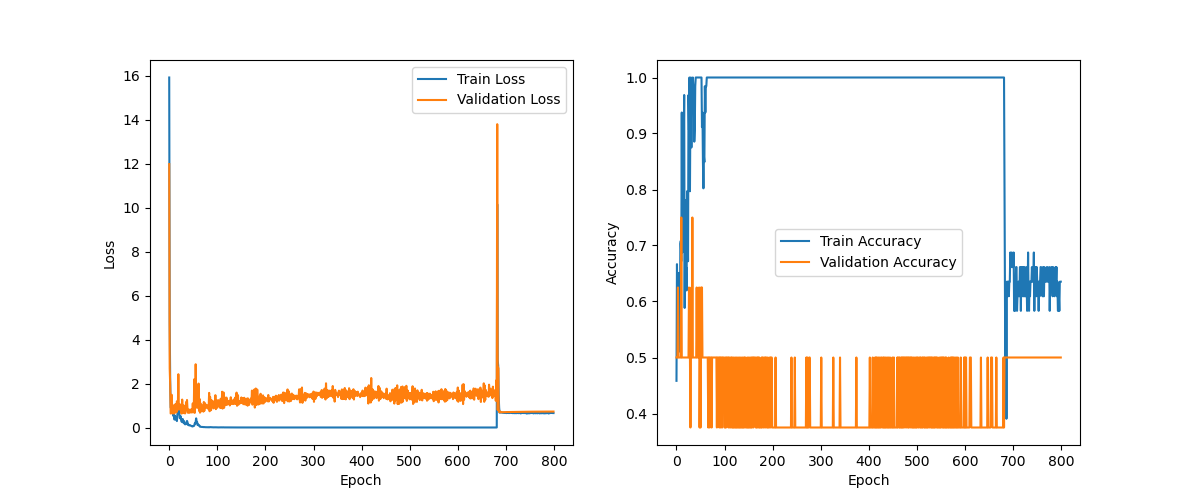 16
14
12
10
8
6
4
2
0
Loss
Train Loss
Validation Loss
0 100 200 300 400 500 600 700 800
Epoch
1.0
0.9
0.8
0.7
0.6
0.5
0.4
Accuracy
Train Accuracy
Validation Accuracy
0 100 200 300 400 500 600 700 800
Epoch